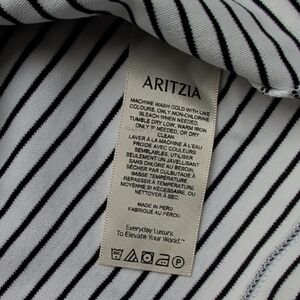 ARITZIA
MACHINE WASH COLD WITH LIKE
COLOURS, ONLY NON-CHLORINE
BLEACH WHEN NEEDED,
TUMBLE DRY LOW, WARM IRON
ONLY IF NEEDED, OR DRY
CLEAN.
LAVER À LA MACHINE À L'EAU
FROIDE AVEC COULEURS
SEMBLABLES, UTILISER
SEULEMENT UN JAVELLISANT
SANS CHLORE AU BESOIN,
SÉCHER PAR CULBUTAGE À
BASSE TEMPÉRATURE,
REPASSER À TEMPÉRATURE
MOYENNE SI NÉCESSAIRE, OU
NETTOYER À SEC.
MADE IN PERU
FABRIQUÉ AU PÉROU
Everyday Luxury.
To Elevate Your World.™
P